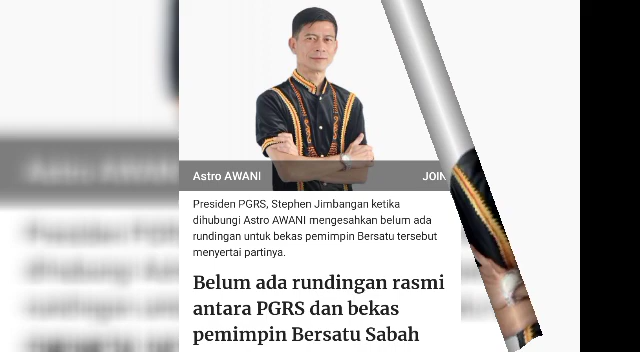 Astro AWANI
JOIN
Presiden PGRS, Stephen Jimbangan ketika
dihubungi Astro AWANI mengesahkan belum ada
rundingan untuk bekas pemimpin Bersatu tersebut
menyertai partinya.
Belum ada rundingan rasmi
antara PGRS dan bekas
pemimpin Bersatu Sabah